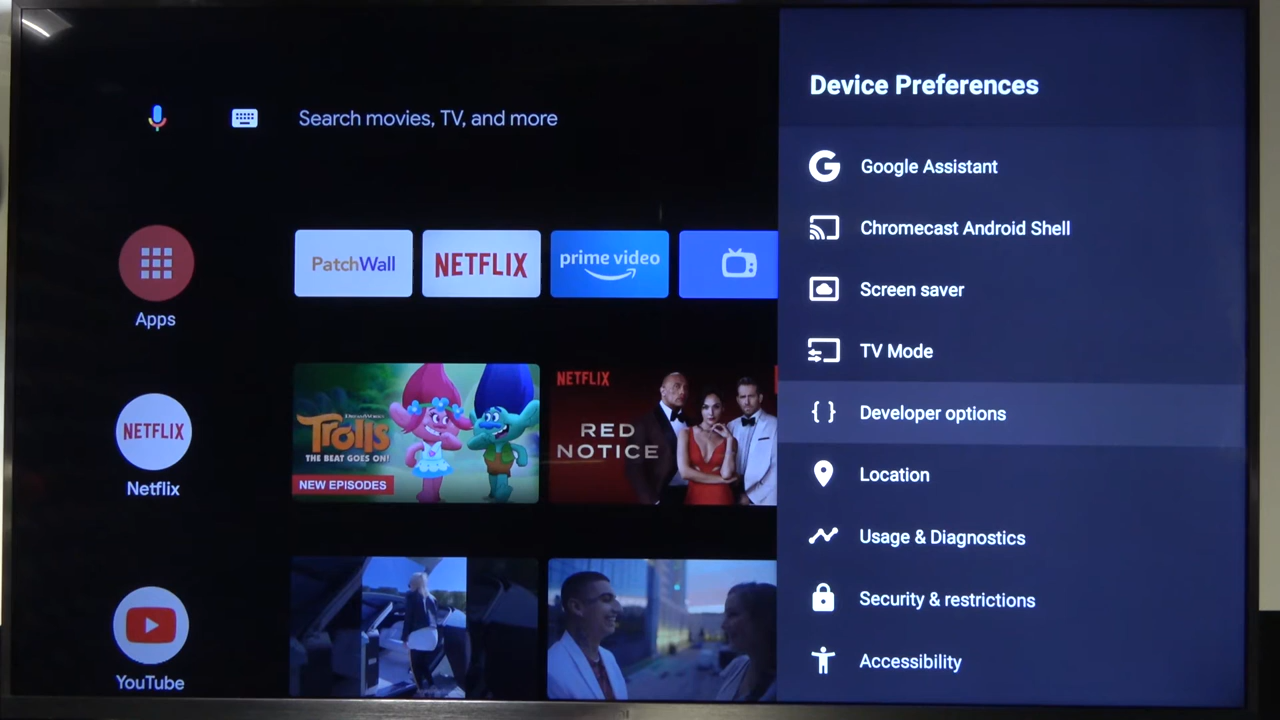 Search movies, TV, and more
Apps
PatchWall
NETFLIX
prime video
DREAMWORKS
Trolls
THE BEAT GOES ON!
NEW EPISODES
NETFLIX
RED
NOTICE
NETFLIX
Netflix
YouTube
Device Preferences
Google Assistant
Chromecast Android Shell
Screen saver
TV Mode
Developer options
Location
Usage & Diagnostics
Security & restrictions
Accessibility